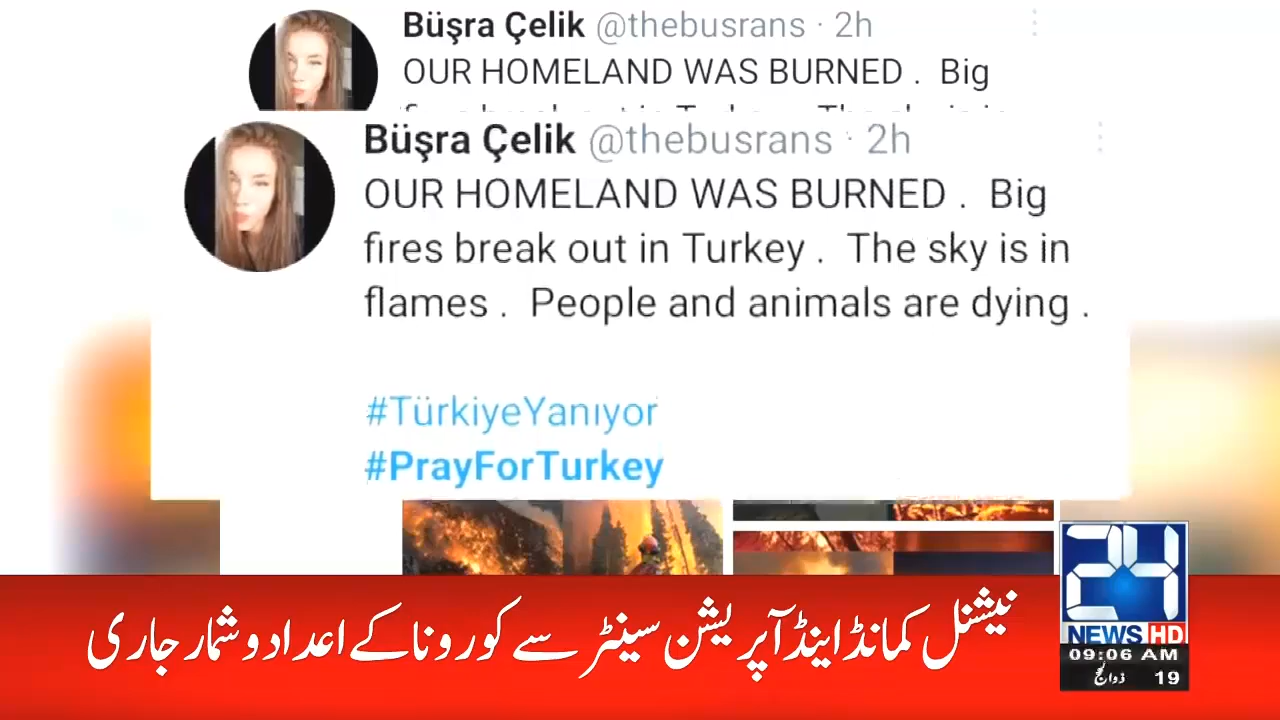 Büşra Çelik @thebusrans · 2h
OUR HOMELAND WAS BURNED . Big
Büşra Çelik @thebusrans · 2h
OUR HOMELAND WAS BURNED . Big
fires break out in Turkey . The sky is in
flames . People and animals are dying .
#TürkiyeYanıyor
#PrayForTurkey
نیشنل کمانڈ اینڈ آپریشن سینٹر سے کورونا کے اعداد و شمار جاری
24
NEWS HD
09:06 AM
19 ذوالحج